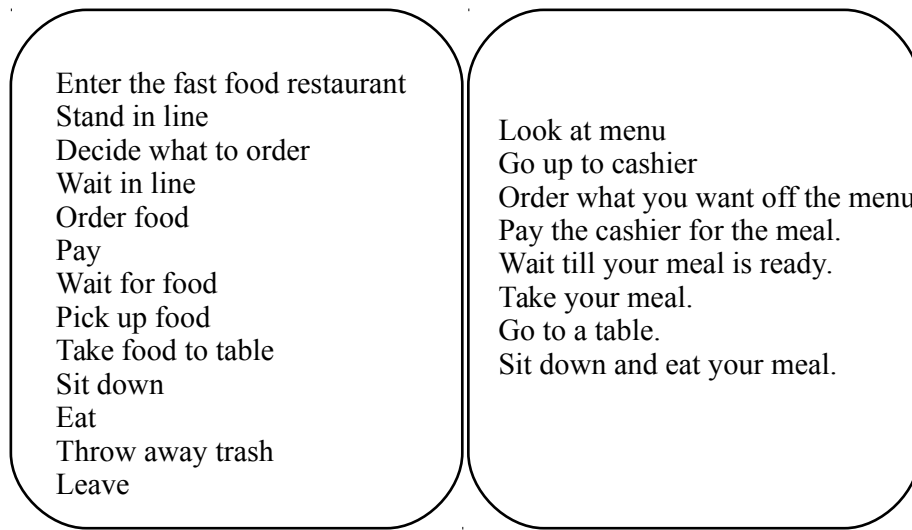 Enter the fast food restaurant
Stand in line
Decide what to order
Wait in line
Order food
Pay
Wait for food
Pick up food
Take food to table
Sit down
Eat
Throw away trash
Leave
Look at menu
Go up to cashier
Order what you want off the menu
Pay the cashier for the meal.
Wait till your meal is ready.
Take your meal.
Go to a table.
Sit down and eat your meal.